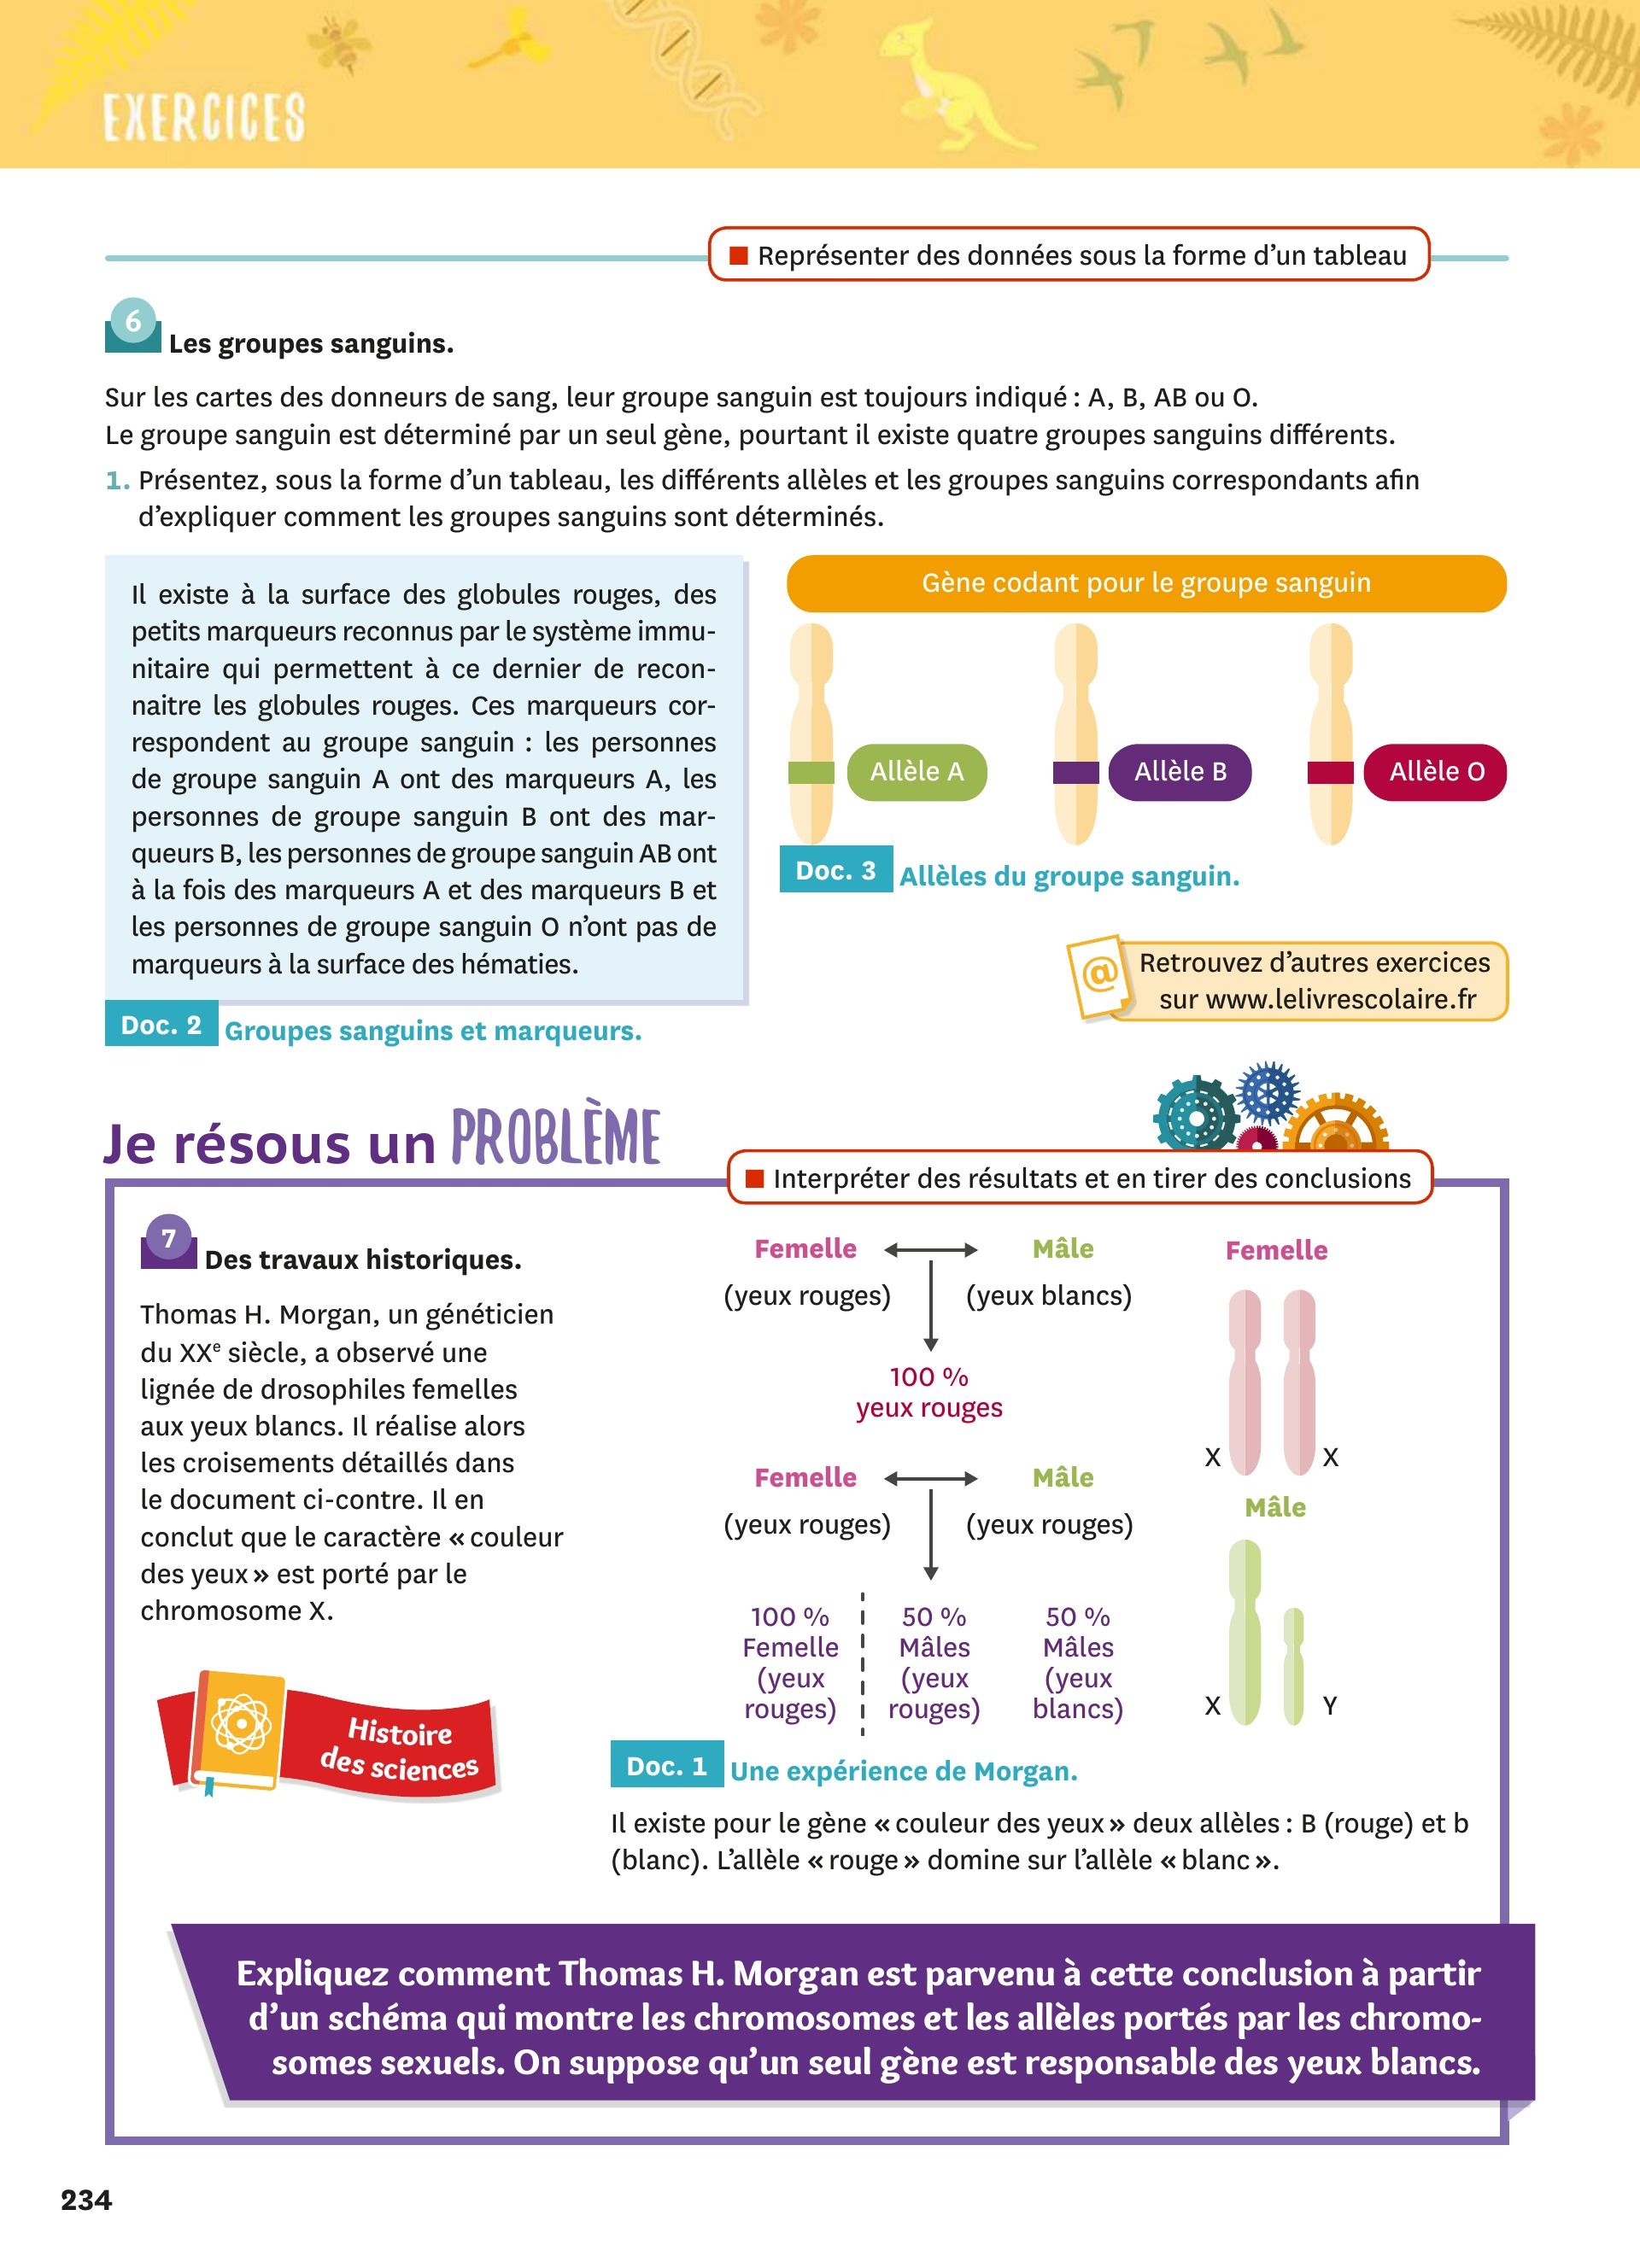 EXERCICES
■ Représenter des données sous la forme d’un tableau
6
Les groupes sanguins.
Sur les cartes des donneurs de sang, leur groupe sanguin est toujours indiqué : A, B, AB ou O.
Le groupe sanguin est déterminé par un seul gène, pourtant il existe quatre groupes sanguins différents.
1. Présentez, sous la forme d’un tableau, les différents allèles et les groupes sanguins correspondants afin
d’expliquer comment les groupes sanguins sont déterminés.
Il existe à la surface des globules rouges, des
petits marqueurs reconnus par le système immu-
nitaire qui permettent à ce dernier de recon-
naitre les globules rouges. Ces marqueurs cor-
respondent au groupe sanguin : les personnes
de groupe sanguin A ont des marqueurs A, les
personnes de groupe sanguin B ont des mar-
queurs B, les personnes de groupe sanguin AB ont
à la fois des marqueurs A et des marqueurs B et
les personnes de groupe sanguin O n’ont pas de
marqueurs à la surface des hématies.
Doc. 2 Groupes sanguins et marqueurs.
Gène codant pour le groupe sanguin
Allèle A Allèle B Allèle O
Doc. 3 Allèles du groupe sanguin.
@
Retrouvez d’autres exercices
sur www.lelivrescolaire.fr
Je résous un PROBLÈME
■ Interpréter des résultats et en tirer des conclusions
7
Des travaux historiques.
Thomas H. Morgan, un généticien
du XXe siècle, a observé une
lignée de drosophiles femelles
aux yeux blancs. Il réalise alors
les croisements détaillés dans
le document ci-contre. Il en
conclut que le caractère « couleur
des yeux » est porté par le
chromosome X.
Histoire
des sciences
Femelle Mâle
(yeux rouges) (yeux blancs)
100 %
yeux rouges
Femelle Mâle
(yeux rouges) (yeux rouges)
100 % 50 % 50 %
Femelle Mâles Mâles
(yeux (yeux (yeux
rouges) rouges) blancs)
Femelle
X X
Mâle
X Y
Doc. 1 Une expérience de Morgan.
Il existe pour le gène « couleur des yeux » deux allèles : B (rouge) et b
(blanc). L’allèle « rouge » domine sur l’allèle « blanc ».
Expliquez comment Thomas H. Morgan est parvenu à cette conclusion à partir
d’un schéma qui montre les chromosomes et les allèles portés par les chromo-
somes sexuels. On suppose qu’un seul gène est responsable des yeux blancs.
234